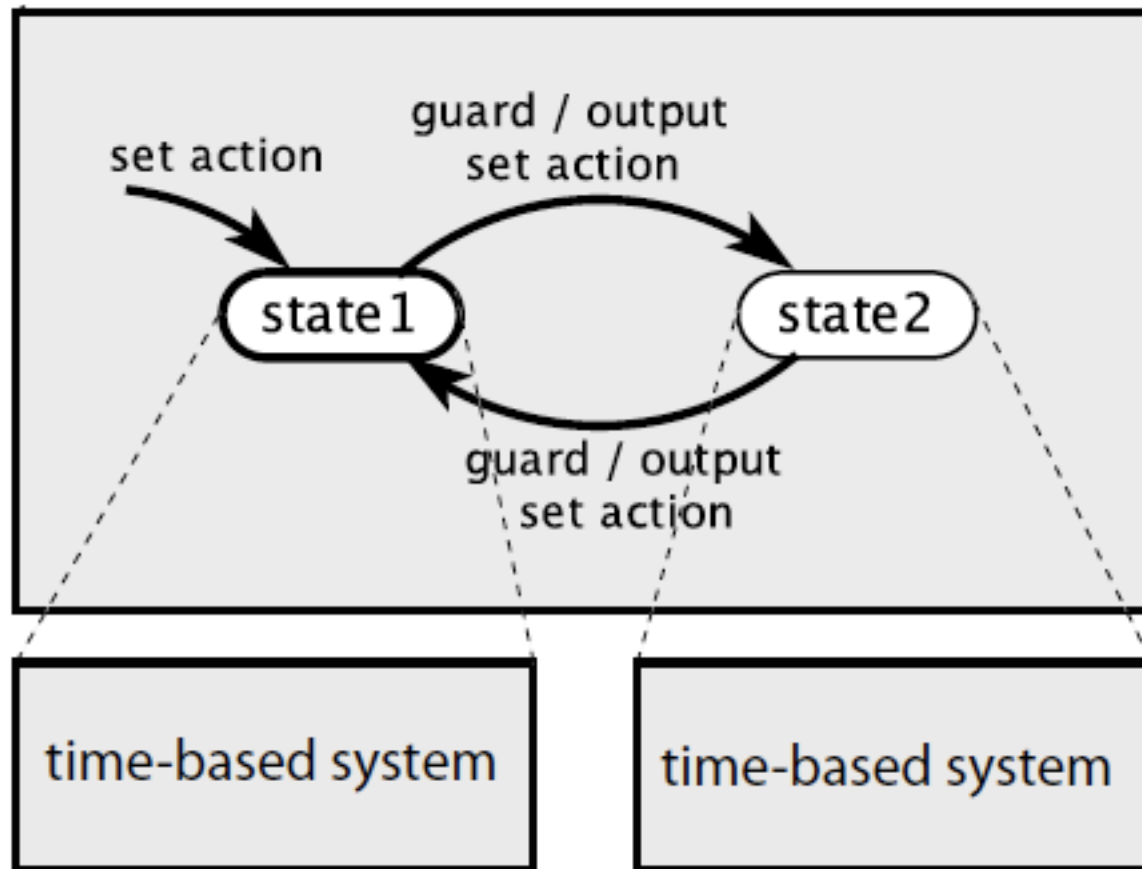 set action
guard / output
set action
state1
state2
guard / output
set action
time-based system
time-based system